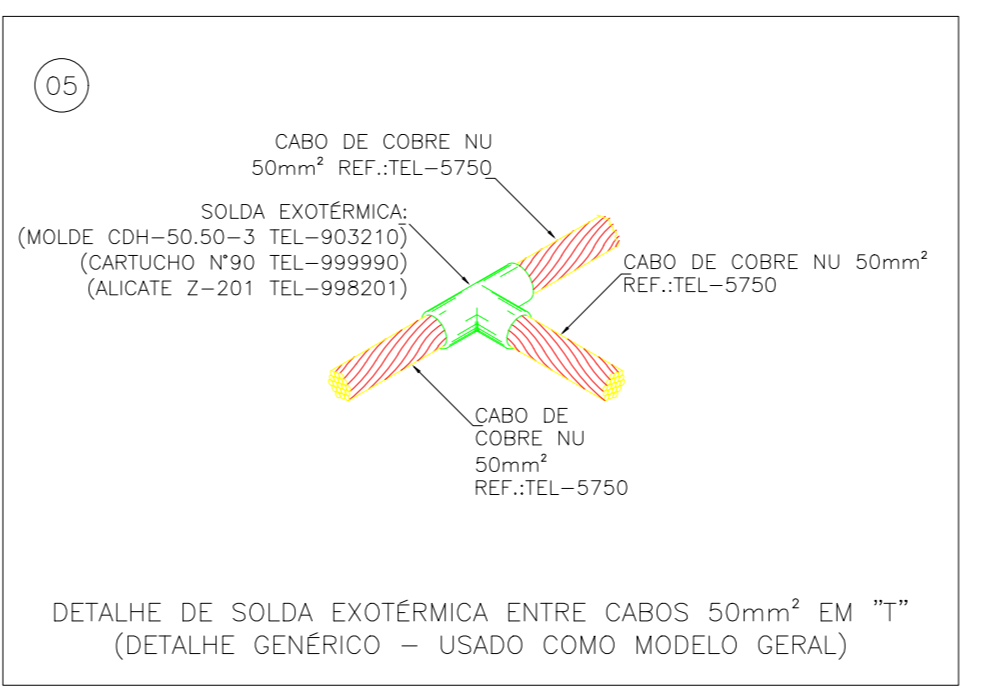 05
CABO DE COBRE NU
50mm² REF.:TEL-5750
SOLDA EXOTÉRMICA:
(MOLDE CDH-50.50-3 TEL-903210)
(CARTUCHO N°90 TEL-999990)
(ALICATE Z-201 TEL-998201)
CABO DE COBRE NU 50mm²
REF.:TEL-5750
CABO DE
COBRE NU
50mm²
REF.:TEL-5750
DETALHE DE SOLDA EXOTÉRMICA ENTRE CABOS 50mm² EM "T"
(DETALHE GENÉRICO - USADO COMO MODELO GERAL)